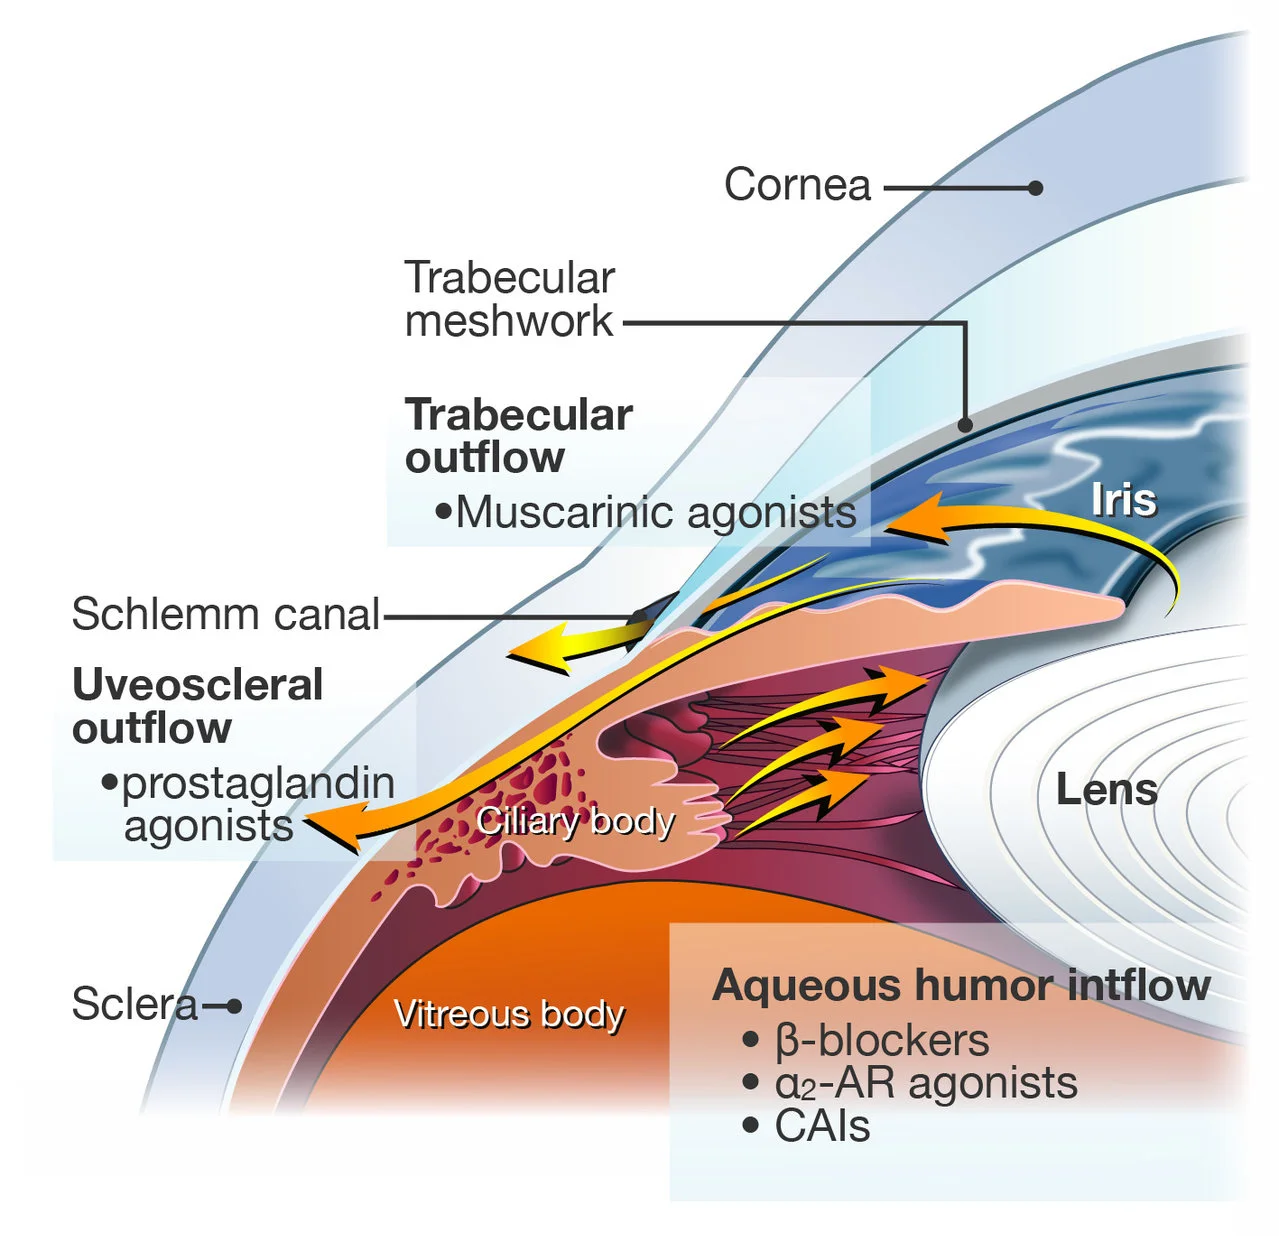 Cornea
Trabecular
meshwork
Trabecular
outflow
•Muscarinic agonists
Iris
Schlemm canal
Uveoscleral
outflow
•prostaglandin
agonists
Ciliary body
Lens
Sclera
Vitreous body
Aqueous humor intflow
• β-blockers
• α2-AR agonists
• CAIs